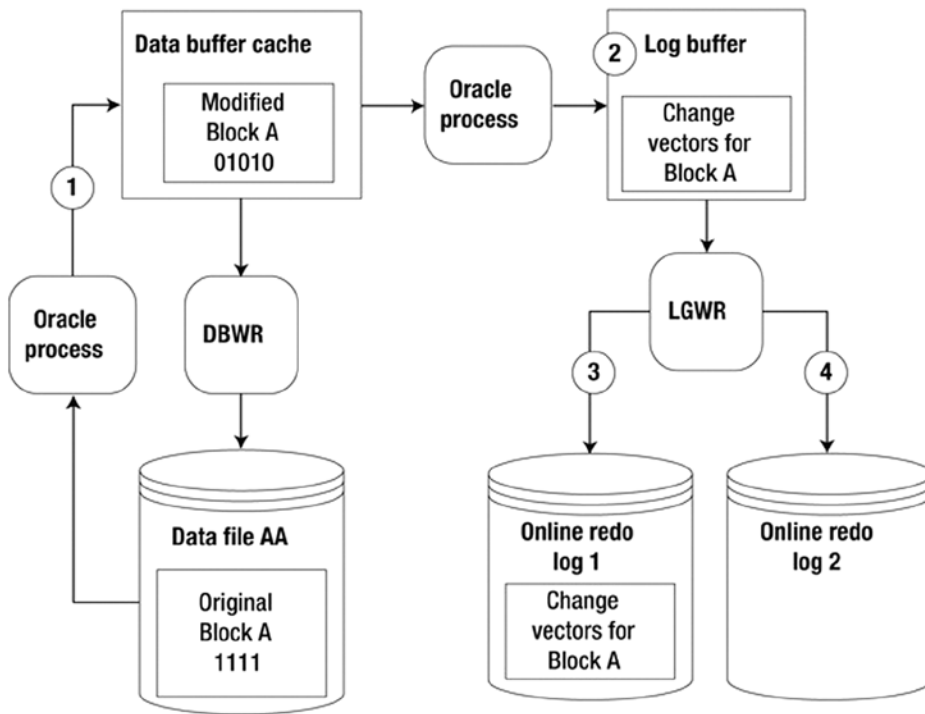 Data buffer cache
Modified
Block A
01010
Oracle
process
2
Log buffer
Change
vectors for
Block A
1
Oracle
process
DBWR
LGWR
3
4
Data file AA
Original
Block A
1111
Online redo
log 1
Change
vectors for
Block A
Online redo
log 2